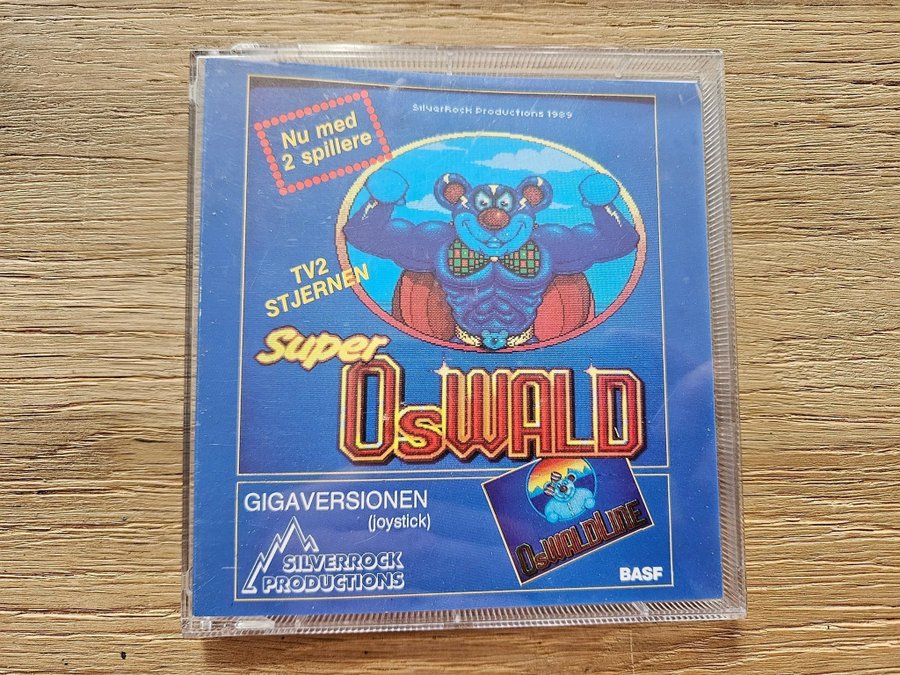 SilverRock Productions 1989
Nu med
2 spillere
TV2
STJERNEN
Super
OsWALD
GIGAVERSIONEN
(joystick)
SILVERROCK
PRODUCTIONS
OsWALDLINE
BASF